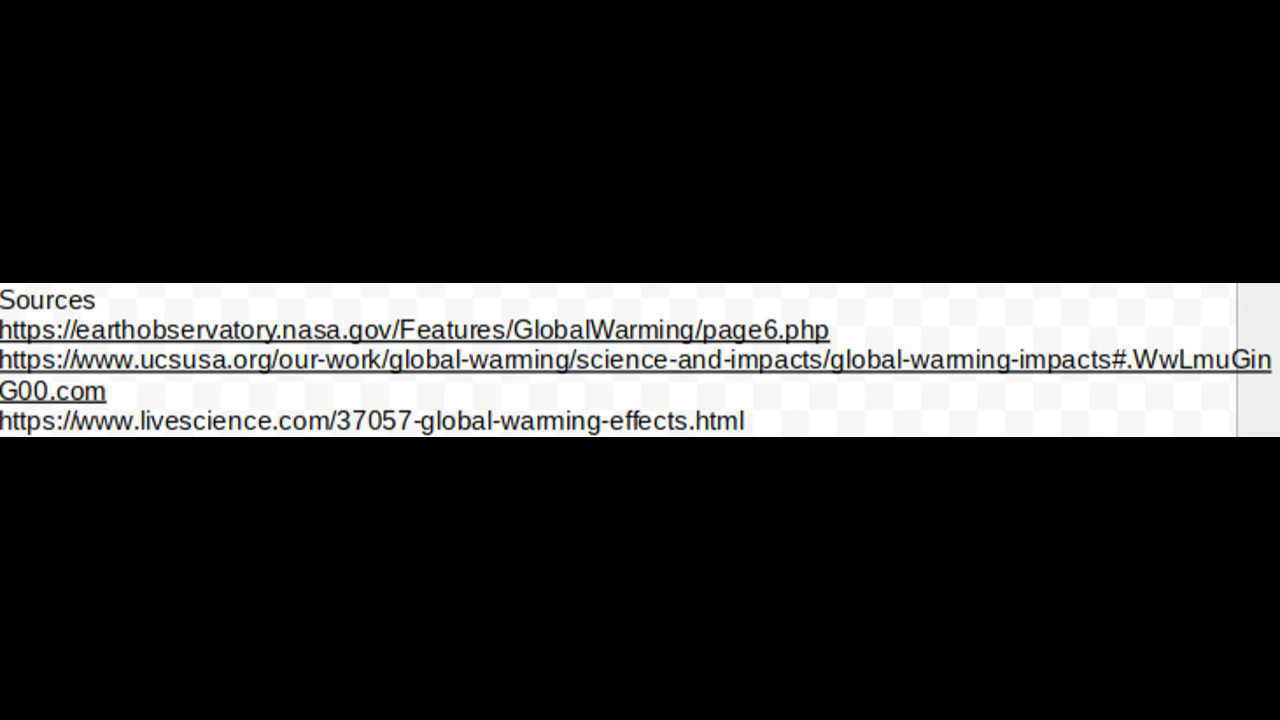 Sources
https://earthobservatory.nasa.gov/Features/GlobalWarming/page6.php
https://www.ucsusa.org/our-work/global-warming/science-and-impacts/global-warming-impacts#.WwLmuGin
G00.com
https://www.livescience.com/37057-global-warming-effects.html